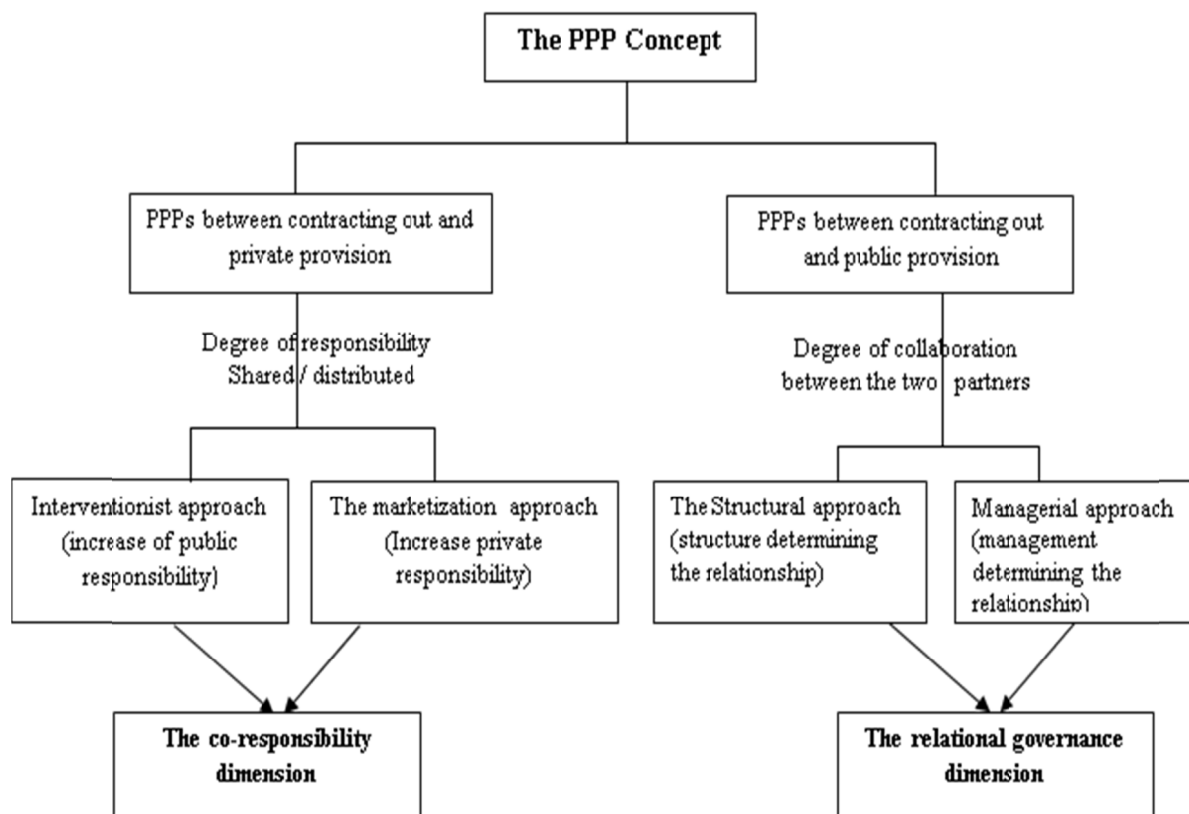 The PPP Concept
PPPs between contracting out and
private provision
PPPs between contracting out
and public provision
Degree of responsibility
Shared / distributed
Degree of collaboration
between the two partners
Interventionist approach
(increase of public
responsibility)
The marketization approach
(Increase private
responsibility)
The Structural approach
(structure determining
the relationship)
Managerial approach
(management
determining the
relationship)
The co-responsibility
dimension
The relational governance
dimension